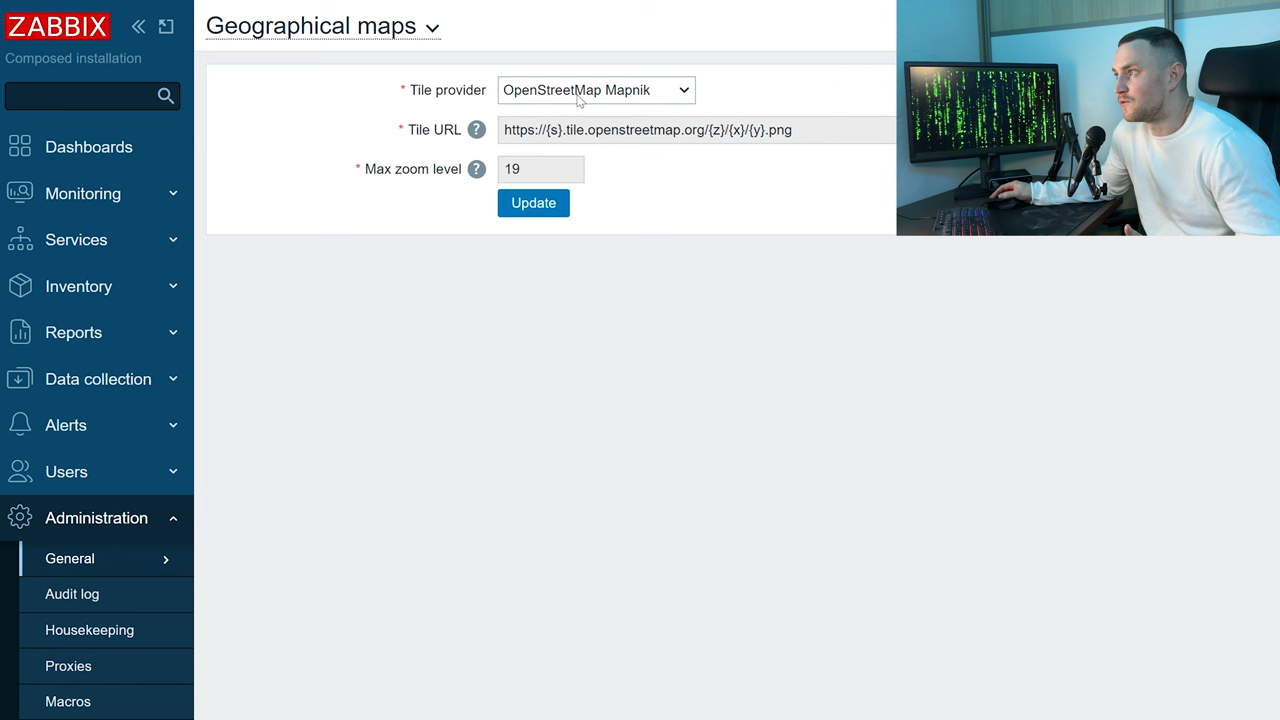 ZABBIX
Composed installation
Dashboards
Monitoring
Services
Inventory
Reports
Data collection
Alerts
Users
Administration
General
Audit log
Housekeeping
Proxies
Macros
Geographical maps
* Tile provider
OpenStreetMap Mapnik
* Tile URL ?
https://{s}.tile.openstreetmap.org/{z}/{x}/{y}.png
* Max zoom level ?
19
Update